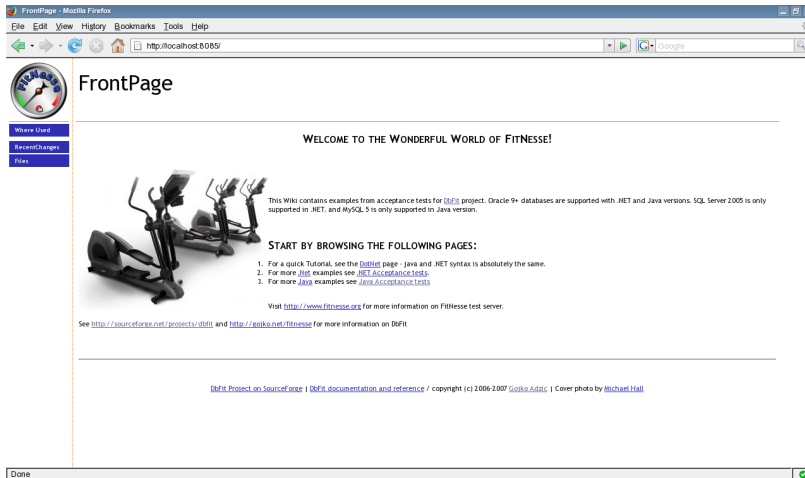 FrontPage - Mozilla Firefox
File Edit View History Bookmarks Tools Help
http://localhost:8085/
G Google
FitNesse
FrontPage
Where Used
RecentChanges
Files
WELCOME TO THE WONDERFUL WORLD OF FITNESSE!
This Wiki contains examples from acceptance tests for DbFit project. Oracle 9+ databases are supported with .NET and Java versions. SQL Server 2005 is only
supported in .NET, and MySQL 5 is only supported in Java version.
START BY BROWSING THE FOLLOWING PAGES:
1. For a quick Tutorial, see the DotNet page - java and .NET syntax is absolutely the same.
2. For more .Net examples see .NET Acceptance tests.
3. For more Java examples see Java Acceptance tests
Visit http://www.fitnesse.org for more information on FitNesse test server.
See http://sourceforge.net/projects/dbfit and http://gojko.net/fitnesse for more information on DbFit
DbFit Project on SourceForge | DbFit documentation and reference / copyright (c) 2006-2007 Gojko Adzic | Cover photo by Michael Hall
Done